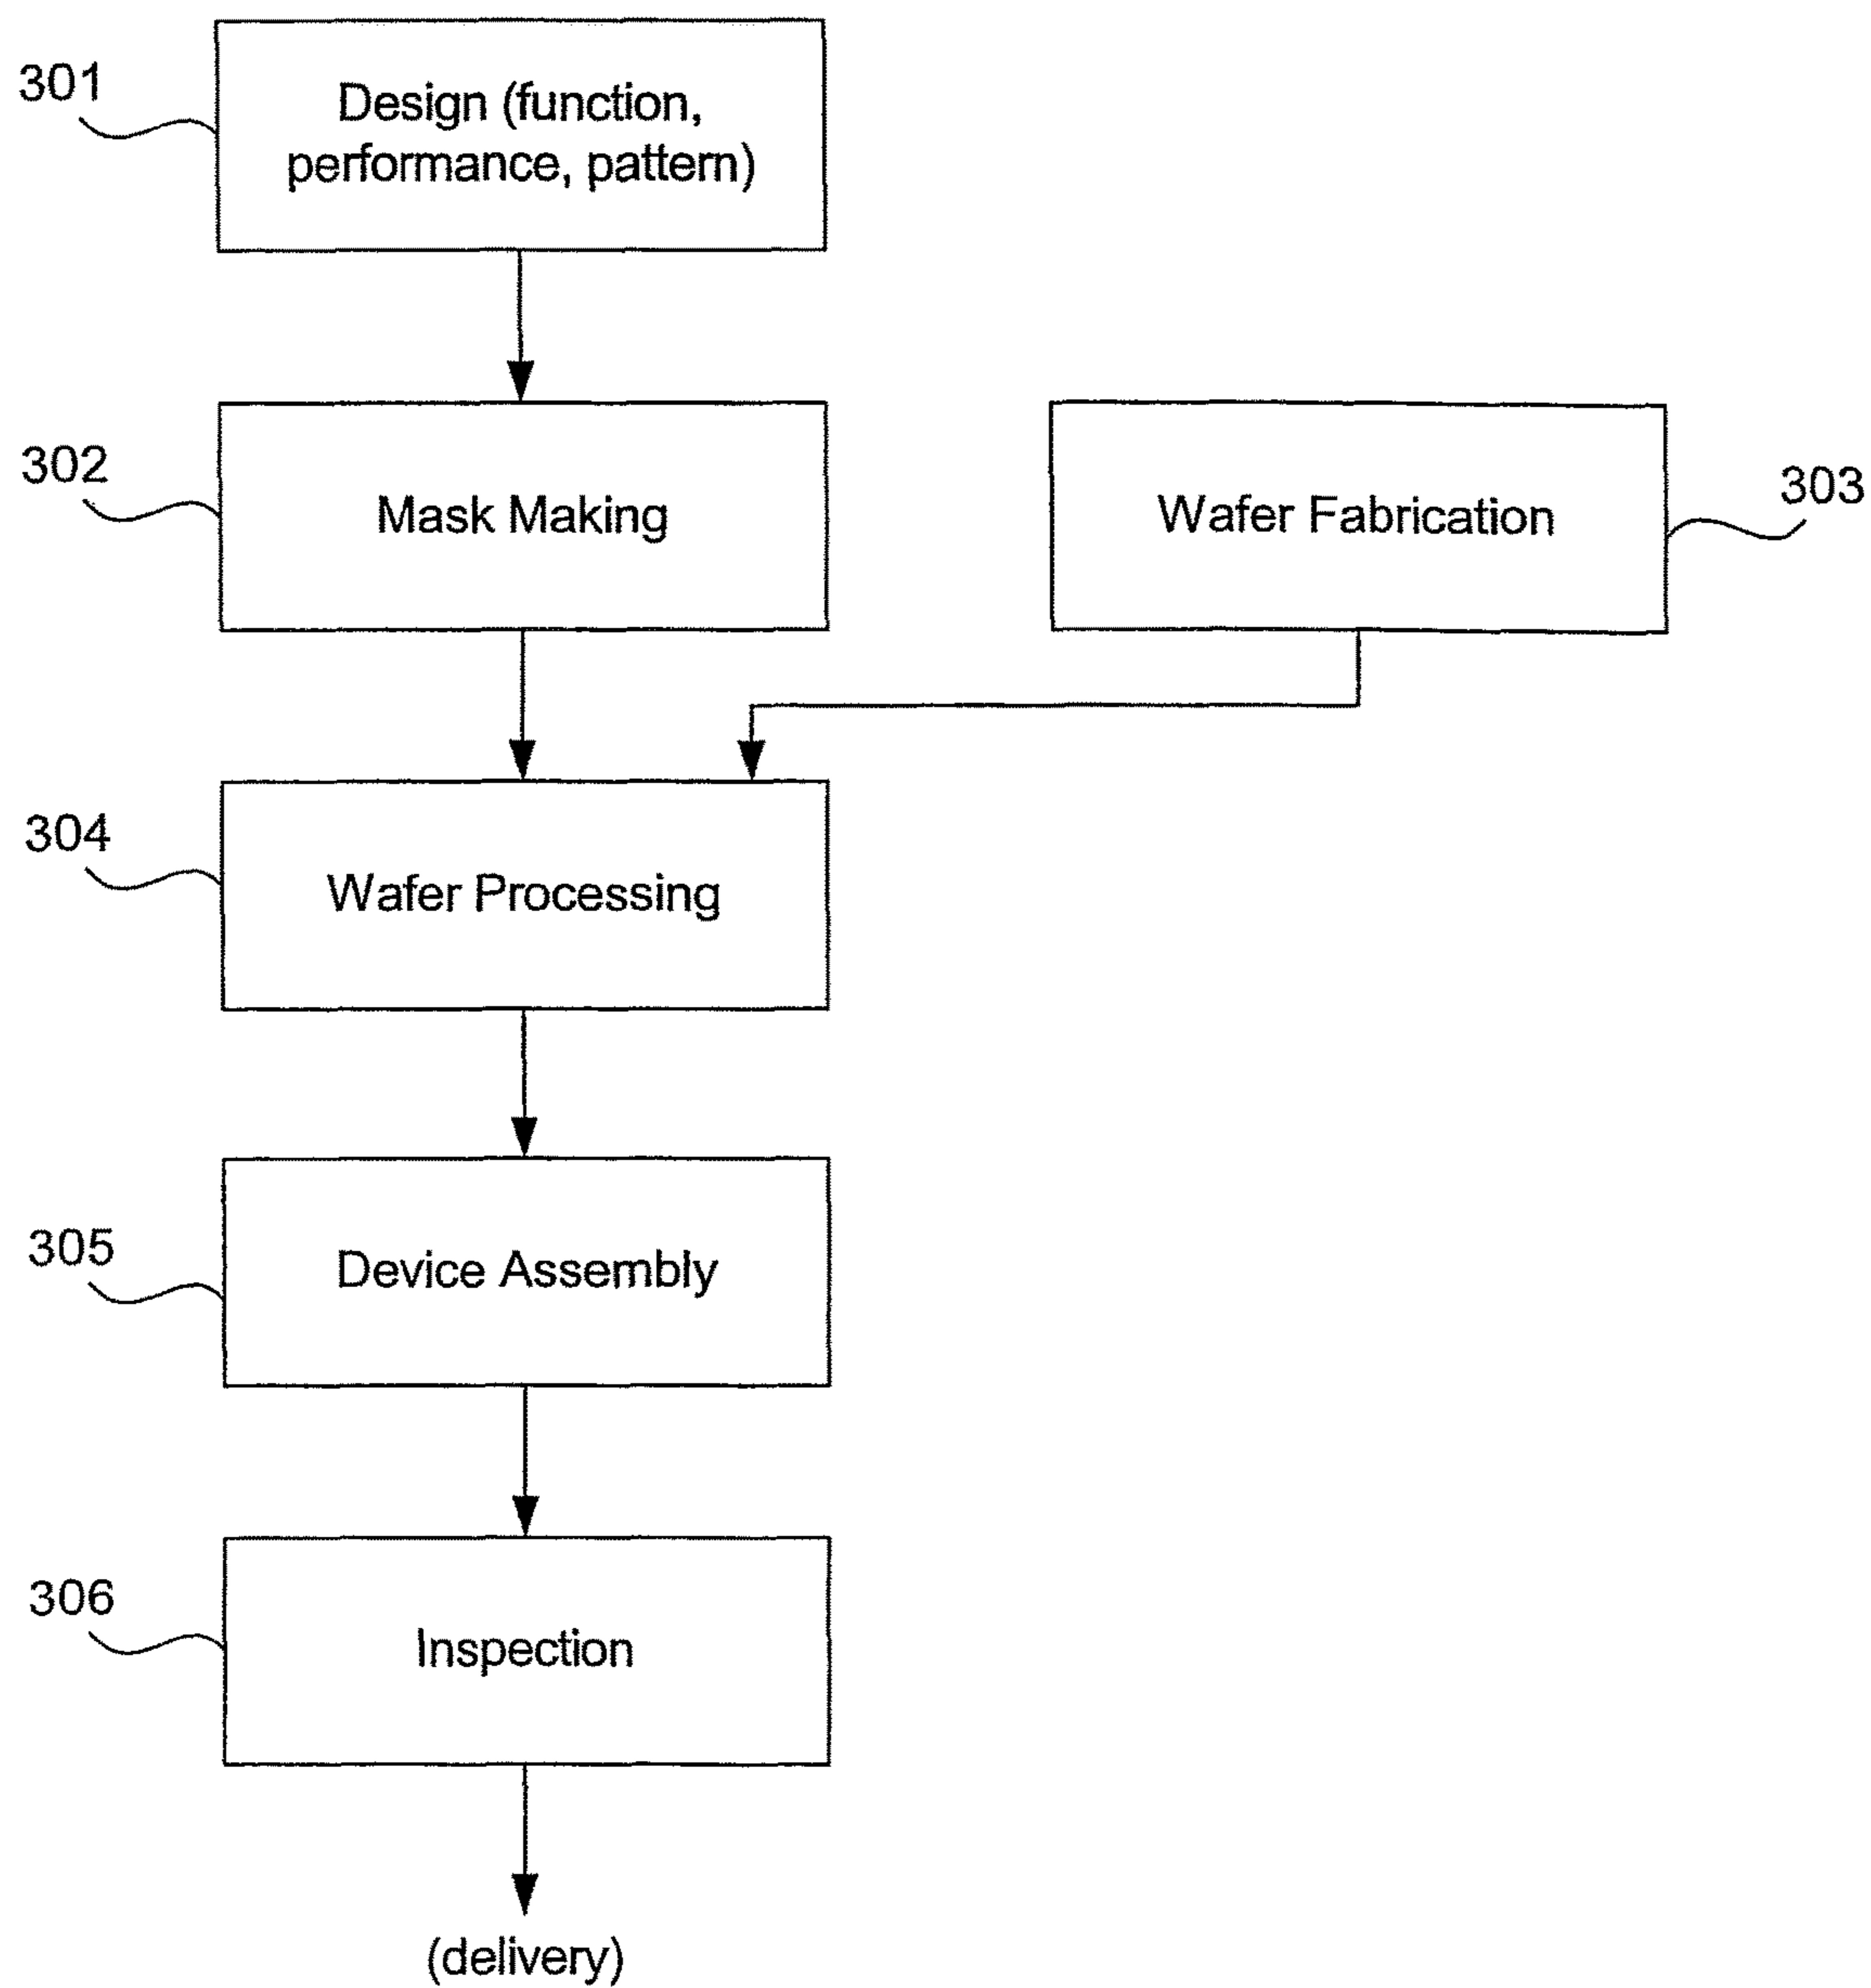 301
Design (function,
performance, pattern)
302
Mask Making
Wafer Fabrication
303
304
Wafer Processing
305
Device Assembly
306
Inspection
(delivery)